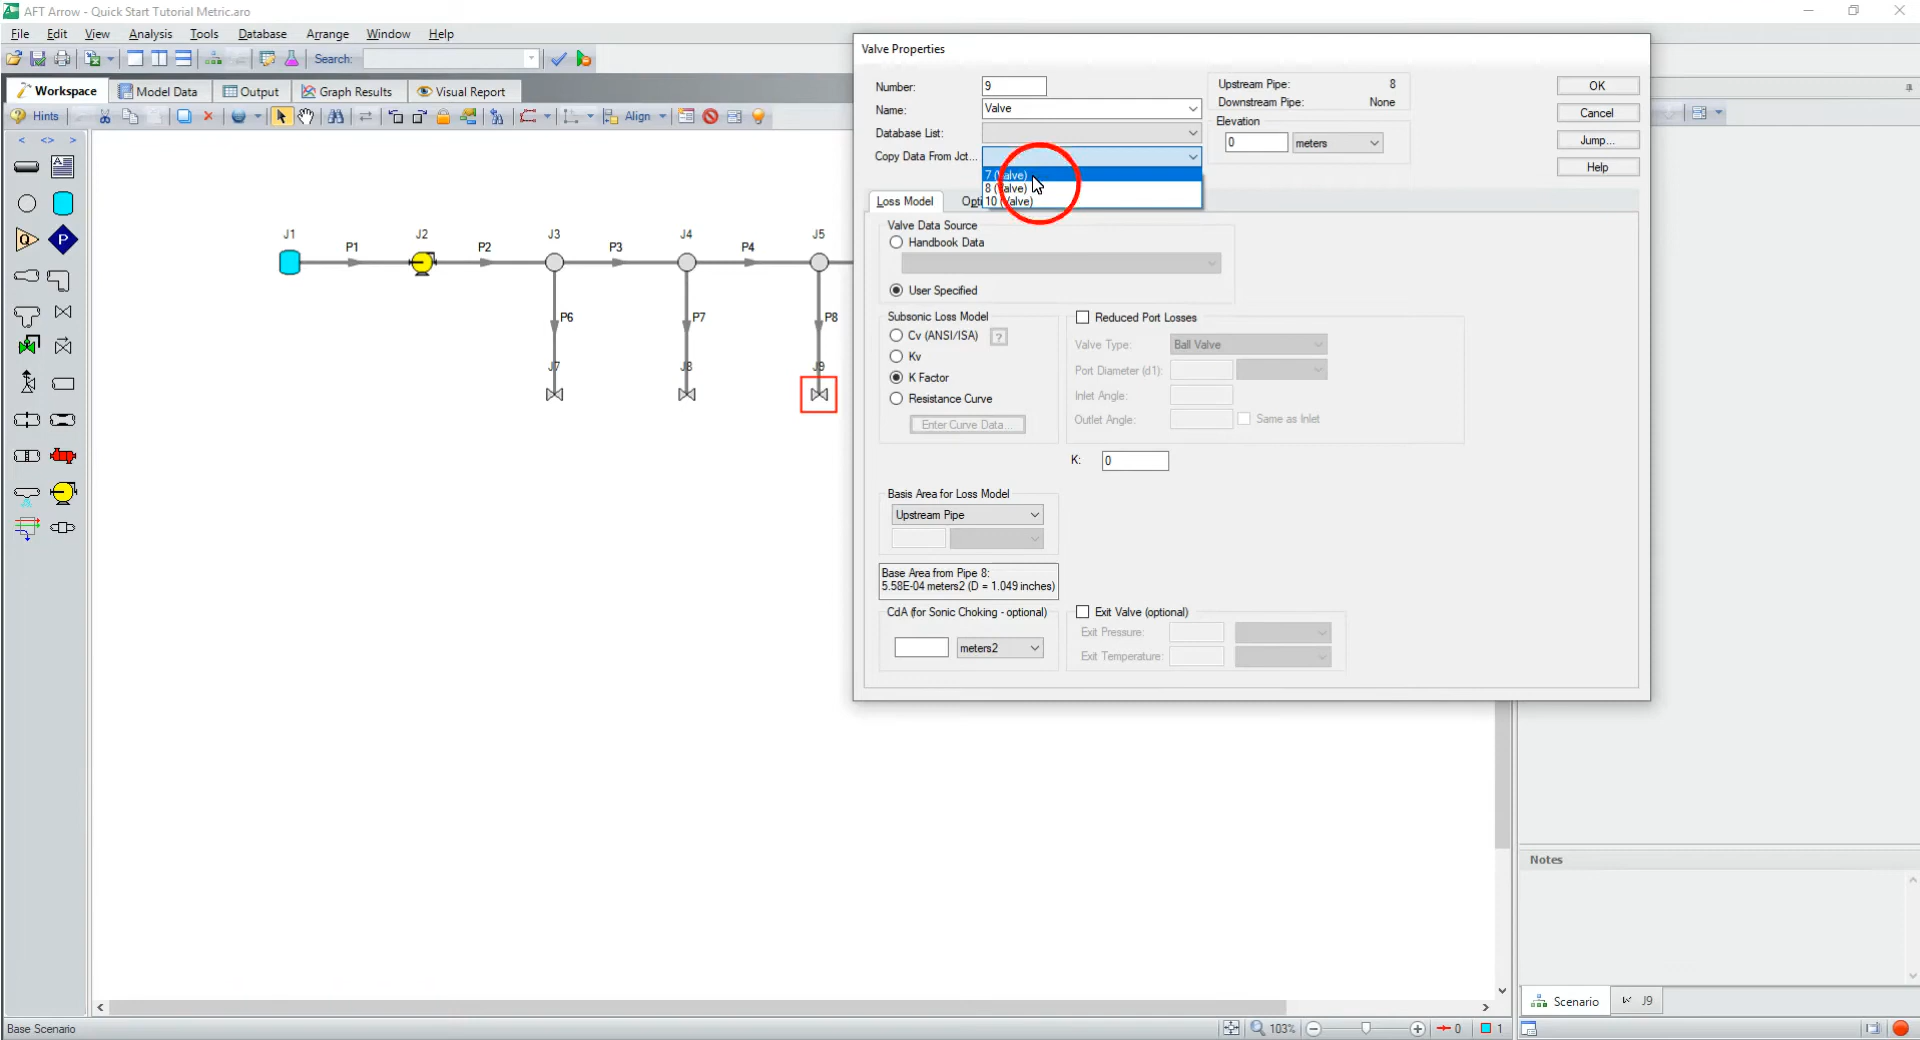 AFT Arrow - Quick Start Tutorial Metric.aro
File Edit View Analysis Tools Database Arrange Window Help
Search:
Workspace Model Data Output Graph Results Visual Report
Hints Align
< <> >
J1 J2 J3 J4 J5
P1 P2 P3 P4
P6 P7 P8
J7 J8 J9
Q
P
A
Valve Properties
Number: 9
Name: Valve
Database List:
Copy Data From Jct...
7 (Valve)
8 (Valve)
10 (Valve)
Upstream Pipe: 8
Downstream Pipe: None
Elevation
0 meters
OK
Cancel
Jump...
Help
Loss Model
Valve Data Source
Handbook Data
User Specified
Subsonic Loss Model
Cv (ANSI/ISA) ?
Kv
K Factor
Resistance Curve
Enter Curve Data...
Reduced Port Losses
Valve Type: Ball Valve
Port Diameter (d1):
Inlet Angle:
Outlet Angle: Same as Inlet
K: 0
Basis Area for Loss Model
Upstream Pipe
Base Area from Pipe 8:
5.58E-04 meters2 (D = 1.049 inches)
CdA (for Sonic Choking - optional)
meters2
Exit Valve (optional)
Exit Pressure:
Exit Temperature:
Notes
Scenario J9
Base Scenario
103% 0 1